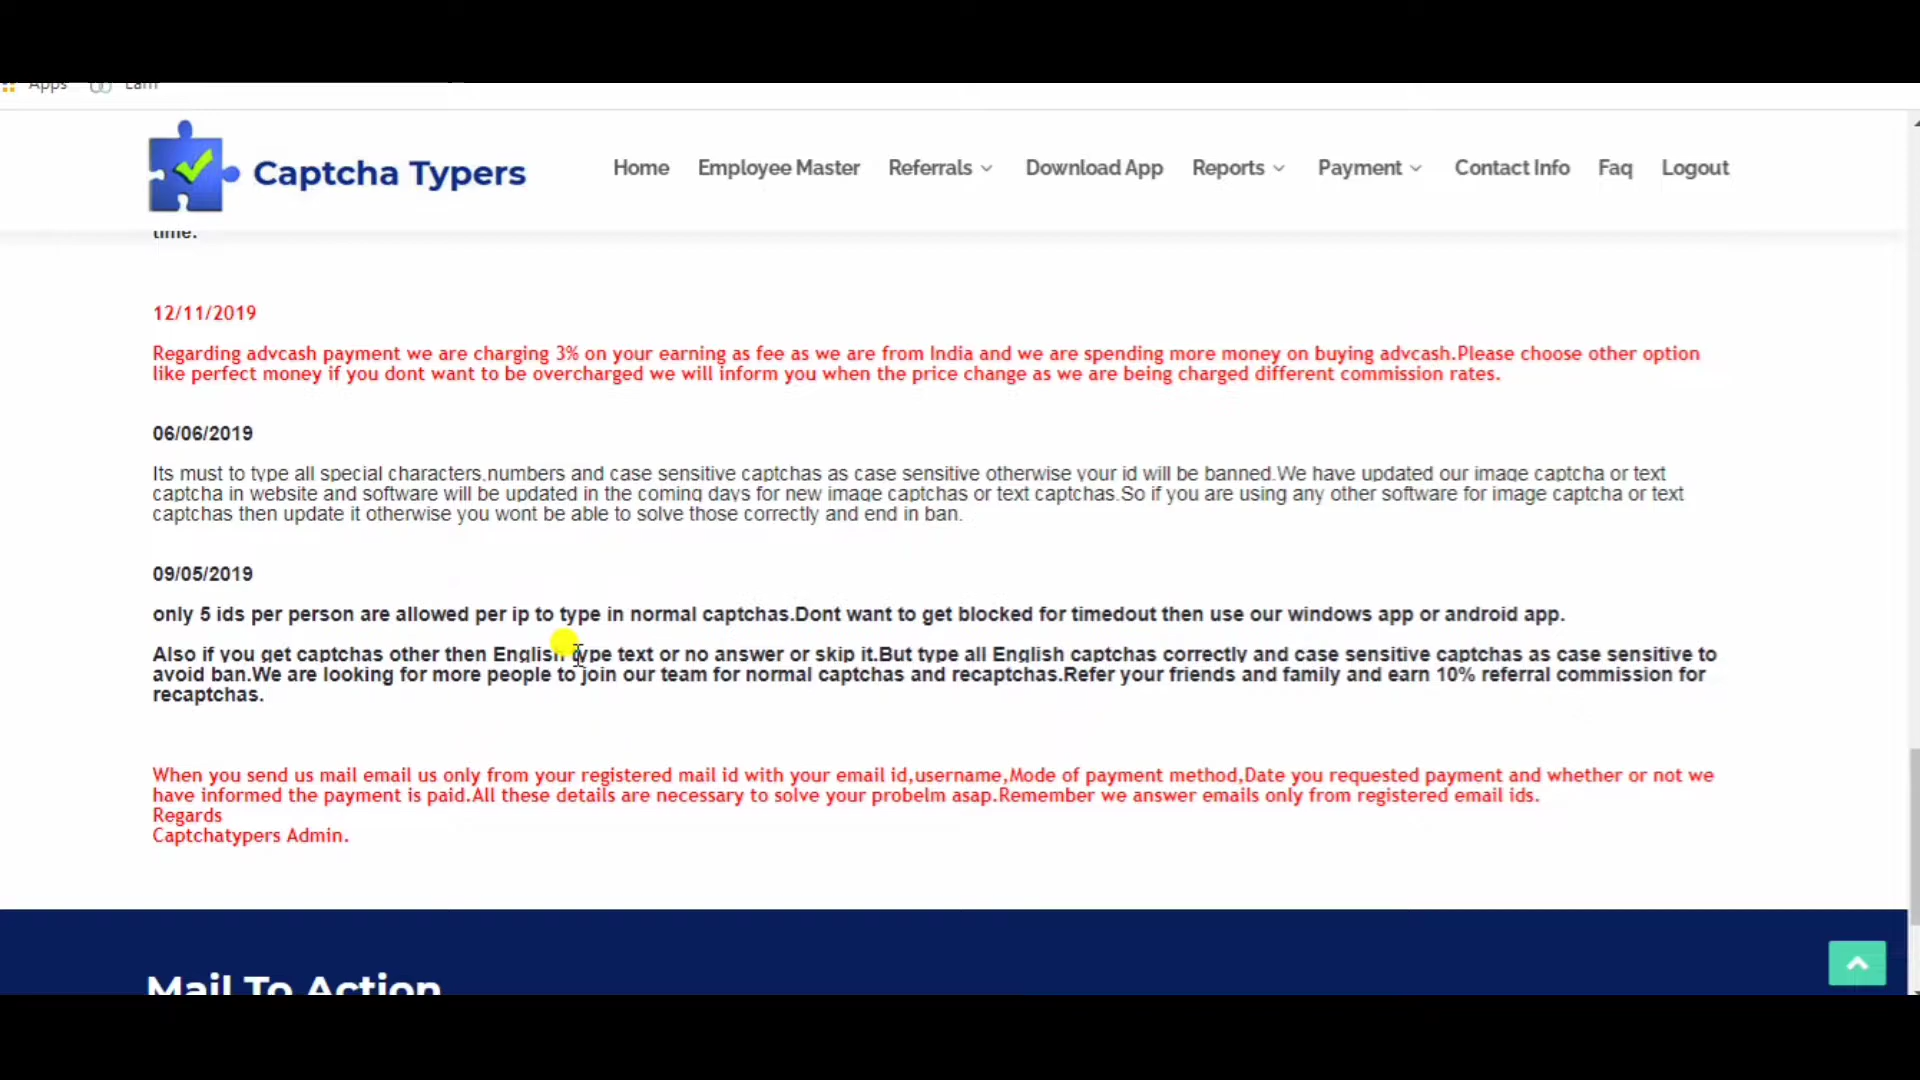 Apps Earn
Captcha Typers
Home Employee Master Referrals Download App Reports Payment Contact Info Faq Logout
time.
12/11/2019
Regarding advcash payment we are charging 3% on your earning as fee as we are from India and we are spending more money on buying advcash.Please choose other option
like perfect money if you dont want to be overcharged we will inform you when the price change as we are being charged different commission rates.
06/06/2019
Its must to type all special characters,numbers and case sensitive captchas as case sensitive otherwise your id will be banned.We have updated our image captcha or text
captcha in website and software will be updated in the coming days for new image captchas or text captchas.So if you are using any other software for image captcha or text
captchas then update it otherwise you wont be able to solve those correctly and end in ban.
09/05/2019
only 5 ids per person are allowed per ip to type in normal captchas.Dont want to get blocked for timedout then use our windows app or android app.
Also if you get captchas other then English type text or no answer or skip it.But type all English captchas correctly and case sensitive captchas as case sensitive to
avoid ban.We are looking for more people to join our team for normal captchas and recaptchas.Refer your friends and family and earn 10% referral commission for
recaptchas.
When you send us mail email us only from your registered mail id with your email id,username,Mode of payment method,Date you requested payment and whether or not we
have informed the payment is paid.All these details are necessary to solve your probelm asap.Remember we answer emails only from registered email ids.
Regards
Captchatypers Admin.
Mail To Action